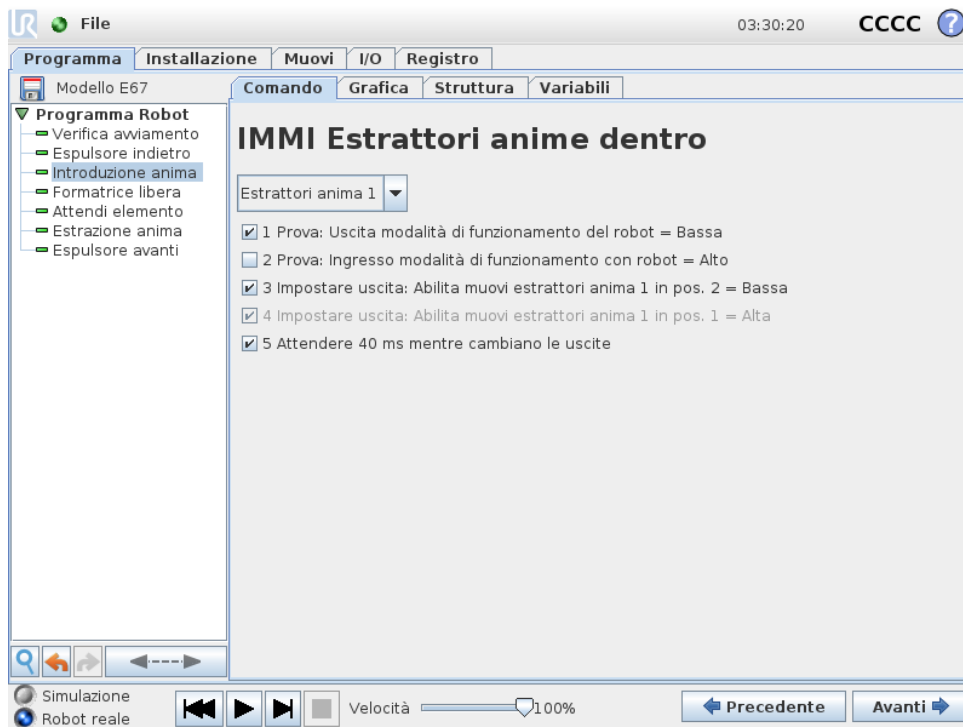 UR File 03:30:20 CCCC ?
Programma Installazione Muovi I/O Registro
Modello E67
Comando Grafica Struttura Variabili
Programma Robot
Verifica avviamento
Espulsore indietro
Introduzione anima
Formatrice libera
Attendi elemento
Estrazione anima
Espulsore avanti
IMMI Estrattori anime dentro
Estrattori anima 1
1 Prova: Uscita modalità di funzionamento del robot = Bassa
2 Prova: Ingresso modalità di funzionamento con robot = Alto
3 Impostare uscita: Abilita muovi estrattori anima 1 in pos. 2 = Bassa
4 Impostare uscita: Abilita muovi estrattori anima 1 in pos. 1 = Alta
5 Attendere 40 ms mentre cambiano le uscite
Simulazione
Robot reale
Velocità 100%
Precedente Avanti